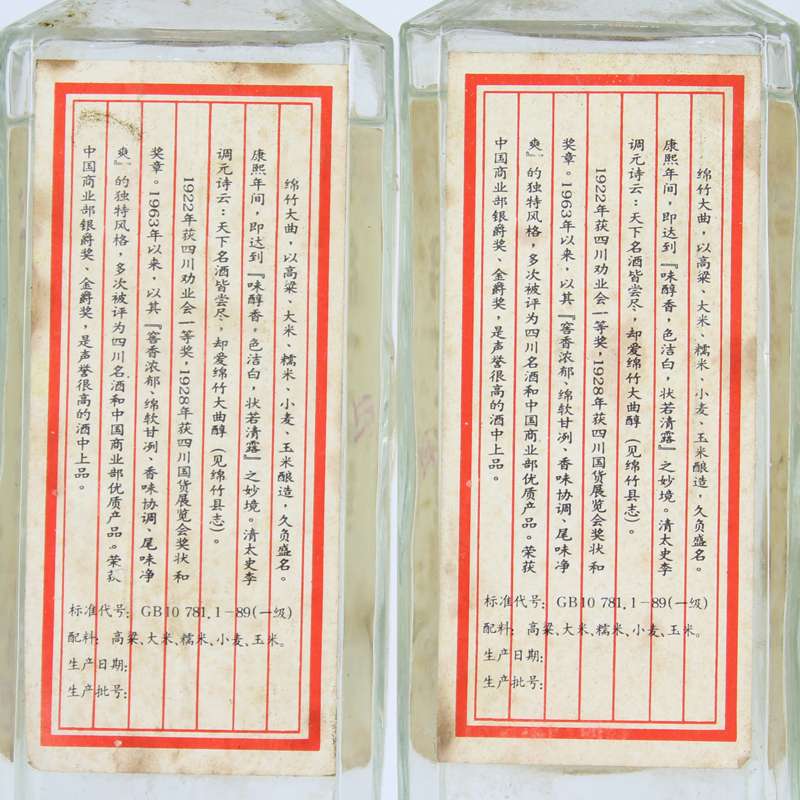 绵竹大曲，以高粱、大米、糯米、小麦、玉米酿造，久负盛名。
康熙年间，即达到『味醇香，色洁白，状若清露』之妙境。清太史李
调元诗云：天下名酒皆尝尽，却爱绵竹大曲醇（见绵竹县志）。
1922年获四川劝业会一等奖，1928年获四川国货展览会奖状和
奖章。1963年以来，以其『窖香浓郁、绵软甘洌、香味协调、尾味净
爽』的独特风格，多次被评为四川名酒和中国商业部优质产品。荣获
中国商业部银爵奖、金爵奖，是声誉很高的酒中上品。
标准代号：GB10 781.1-89(一级)
配料：高粱、大米、糯米、小麦、玉米。
生产日期：
生产批号：
绵竹大曲，以高粱、大米、糯米、小麦、玉米酿造，久负盛名。
康熙年间，即达到『味醇香，色洁白，状若清露』之妙境。清太史李
调元诗云：天下名酒皆尝尽，却爱绵竹大曲醇（见绵竹县志）。
1922年获四川劝业会一等奖，1928年获四川国货展览会奖状和
奖章。1963年以来，以其『窖香浓郁、绵软甘洌、香味协调、尾味净
爽』的独特风格，多次被评为四川名酒和中国商业部优质产品。荣获
中国商业部银爵奖、金爵奖，是声誉很高的酒中上品。
标准代号：GB10 781.1-89(一级)
配料：高粱、大米、糯米、小麦、玉米。
生产日期：
生产批号：